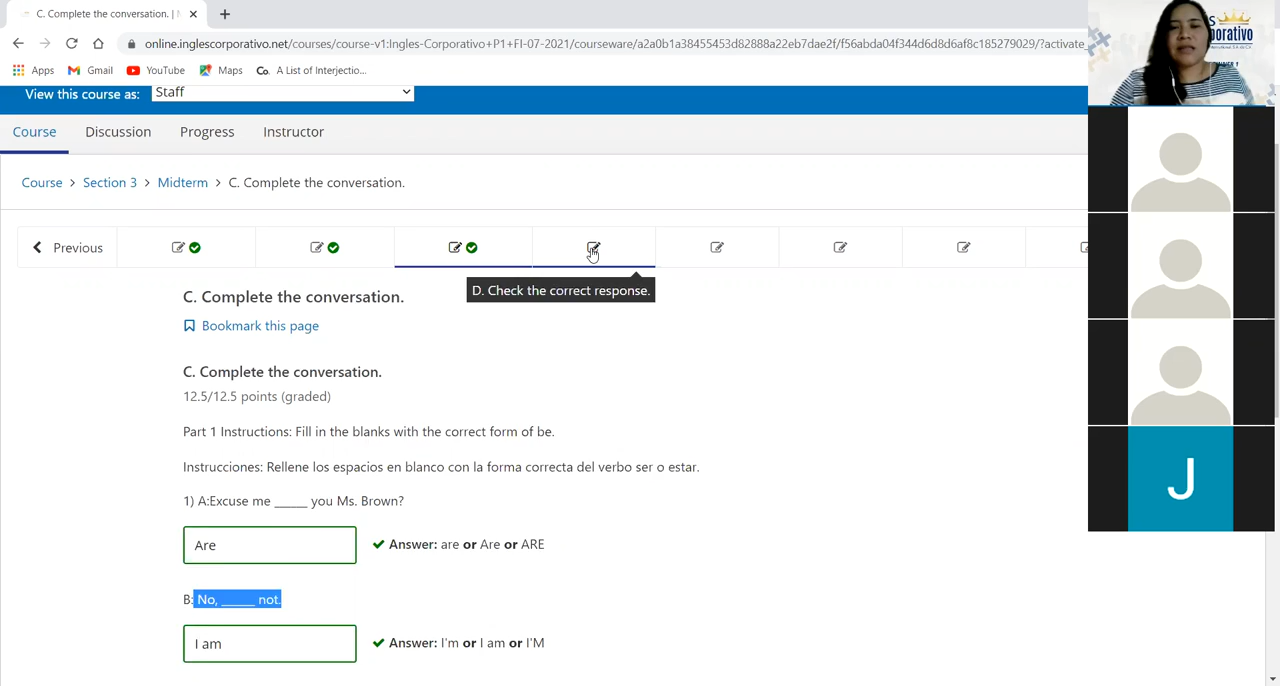 C. Complete the conversation. |
online.inglescorporativo.net/courses/course-v1:Ingles-Corporativo+P1+FI-07-2021/courseware/a2a0b1a38455453d82888a22eb7dae2f/f56abda04f344d6d8d6af8c185279029/?activate_
Apps Gmail YouTube Maps Co. A List of Interjectio...
View this course as: Staff
Course Discussion Progress Instructor
Course > Section 3 > Midterm > C. Complete the conversation.
Previous
D. Check the correct response.
C. Complete the conversation.
Bookmark this page
C. Complete the conversation.
12.5/12.5 points (graded)
Part 1 Instructions: Fill in the blanks with the correct form of be.
Instrucciones: Rellene los espacios en blanco con la forma correcta del verbo ser o estar.
1) A:Excuse me _____ you Ms. Brown?
Are
Answer: are or Are or ARE
B: No, _____ not.
I am
Answer: I'm or I am or I'M
J